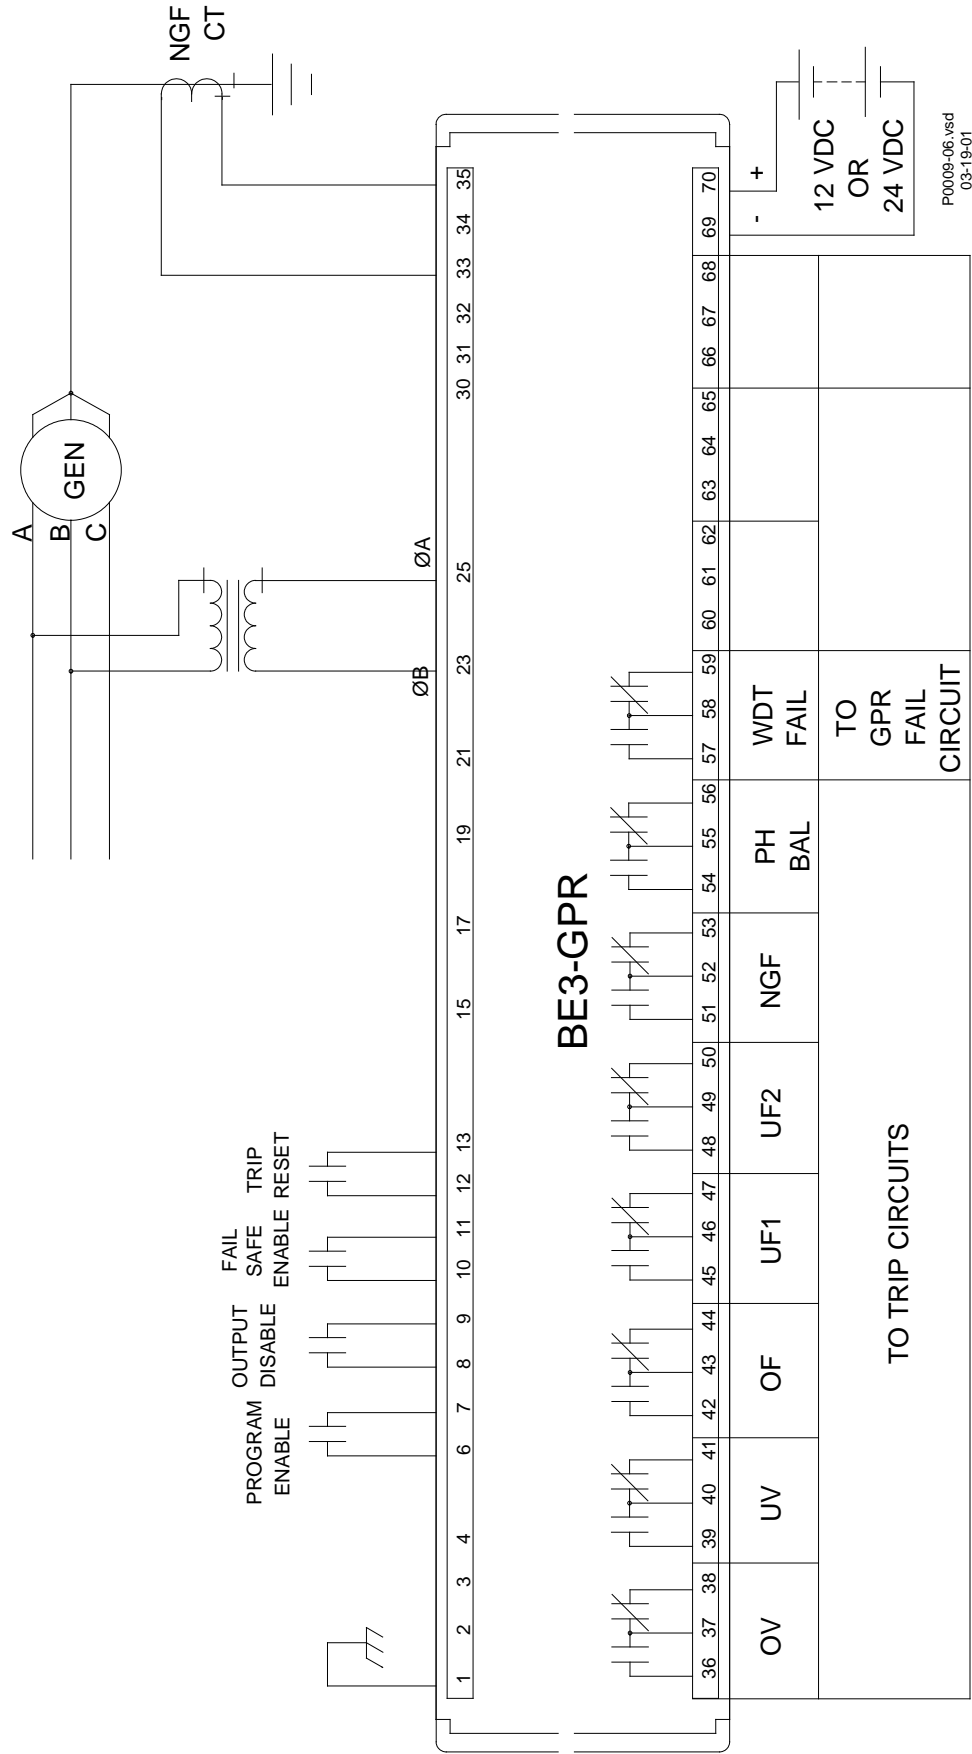 NGF
CT
A
B
C
GEN
ØB
ØA
FAIL
PROGRAM
ENABLE
OUTPUT
DISABLE
SAFE
ENABLE
TRIP
RESET
1 2 3 4 6 7 8 9 10 11 12 13 15 17 19 21 23 25 30 31 32 33 34 35
BE3-GPR
36 37 38 39 40 41 42 43 44 45 46 47 48 49 50 51 52 53 54 55 56 57 58 59 60 61 62 63 64 65 66 67 68 69 70
OV
UV
OF
UF1
UF2
NGF
PH
BAL
WDT
FAIL
TO TRIP CIRCUITS
TO
GPR
FAIL
CIRCUIT
- +
12 VDC
OR
24 VDC
P0009-06.vsd
03-19-01